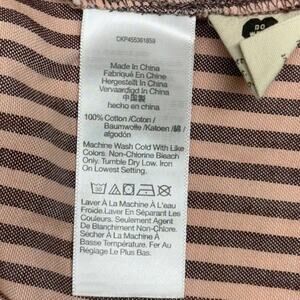 CKP455361859
Made In China
Fabriqué En Chine
Hergestellt In China
Vervaardigd In China
中国製
hecho en china
100% Cotton /Coton /
Baumwolle /Katoen /綿 /
algodón
Machine Wash Cold With Like
Colors. Non-Chlorine Bleach
Only. Tumble Dry Low. Iron
On Lowest Setting.
Laver À La Machine À L'eau
Froide.Laver En Séparant Les
Couleurs. Seulement Agent
De Blanchiment Non-Chlore.
Sécher À La Machine À
Basse Température. Fer Au
Réglage Le Plus Bas.
DO